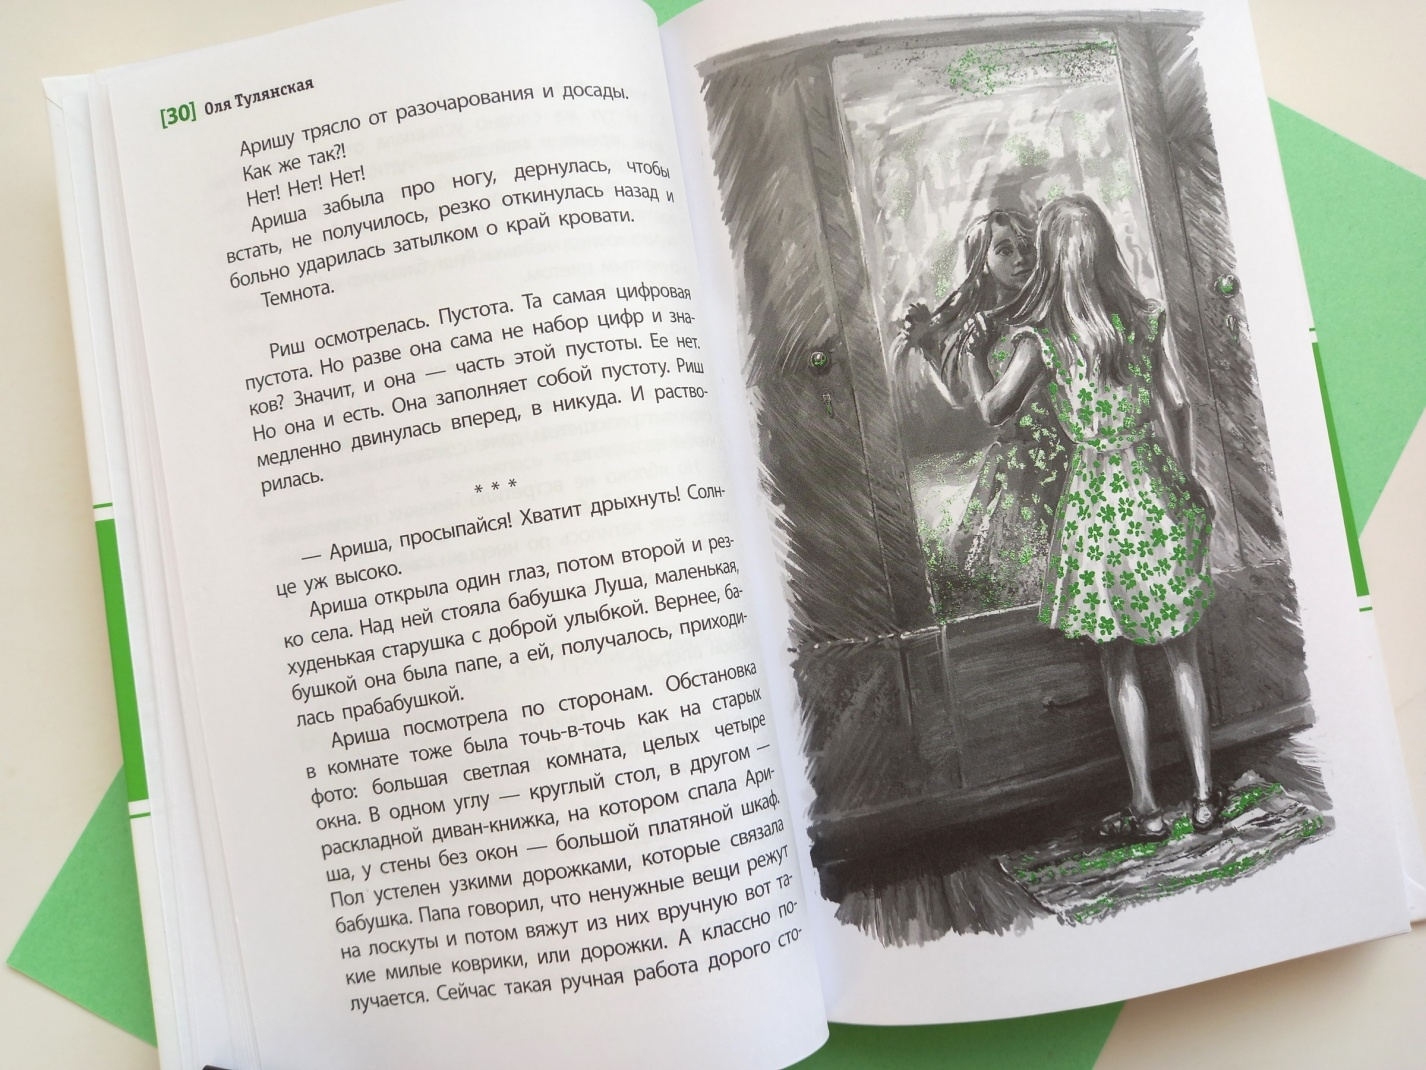 [30] Оля Тулянская
Аришу трясло от разочарования и досады.
Как же так?!
Нет! Нет! Нет!
Ариша забыла про ногу, дернулась, чтобы
встать, не получилось, резко откинулась назад и
больно ударилась затылком о край кровати.
Темнота.
Риш осмотрелась. Пустота. Та самая цифровая
пустота. Но разве она сама не набор цифр и зна-
ков? Значит, и она — часть этой пустоты. Ее нет.
Но она и есть. Она заполняет собой пустоту. Риш
медленно двинулась вперед, в никуда. И раство-
рилась.
* * *
— Ариша, просыпайся! Хватит дрыхнуть! Солн-
це уж высоко.
Ариша открыла один глаз, потом второй и рез-
ко села. Над ней стояла бабушка Луша, маленькая,
худенькая старушка с доброй улыбкой. Вернее, ба-
бушкой она была папе, а ей, получалось, приходи-
лась прабабушкой.
Ариша посмотрела по сторонам. Обстановка
в комнате тоже была точь-в-точь как на старых
фото: большая светлая комната, целых четыре
окна. В одном углу — круглый стол, в другом —
раскладной диван-книжка, на котором спала Ари-
ша, у стены без окон — большой платяной шкаф.
Пол устелен узкими дорожками, которые связала
бабушка. Папа говорил, что ненужные вещи режут
на лоскуты и потом вяжут из них вручную вот та-
кие милые коврики, или дорожки. А классно по-
лучается. Сейчас такая ручная работа дорого сто-